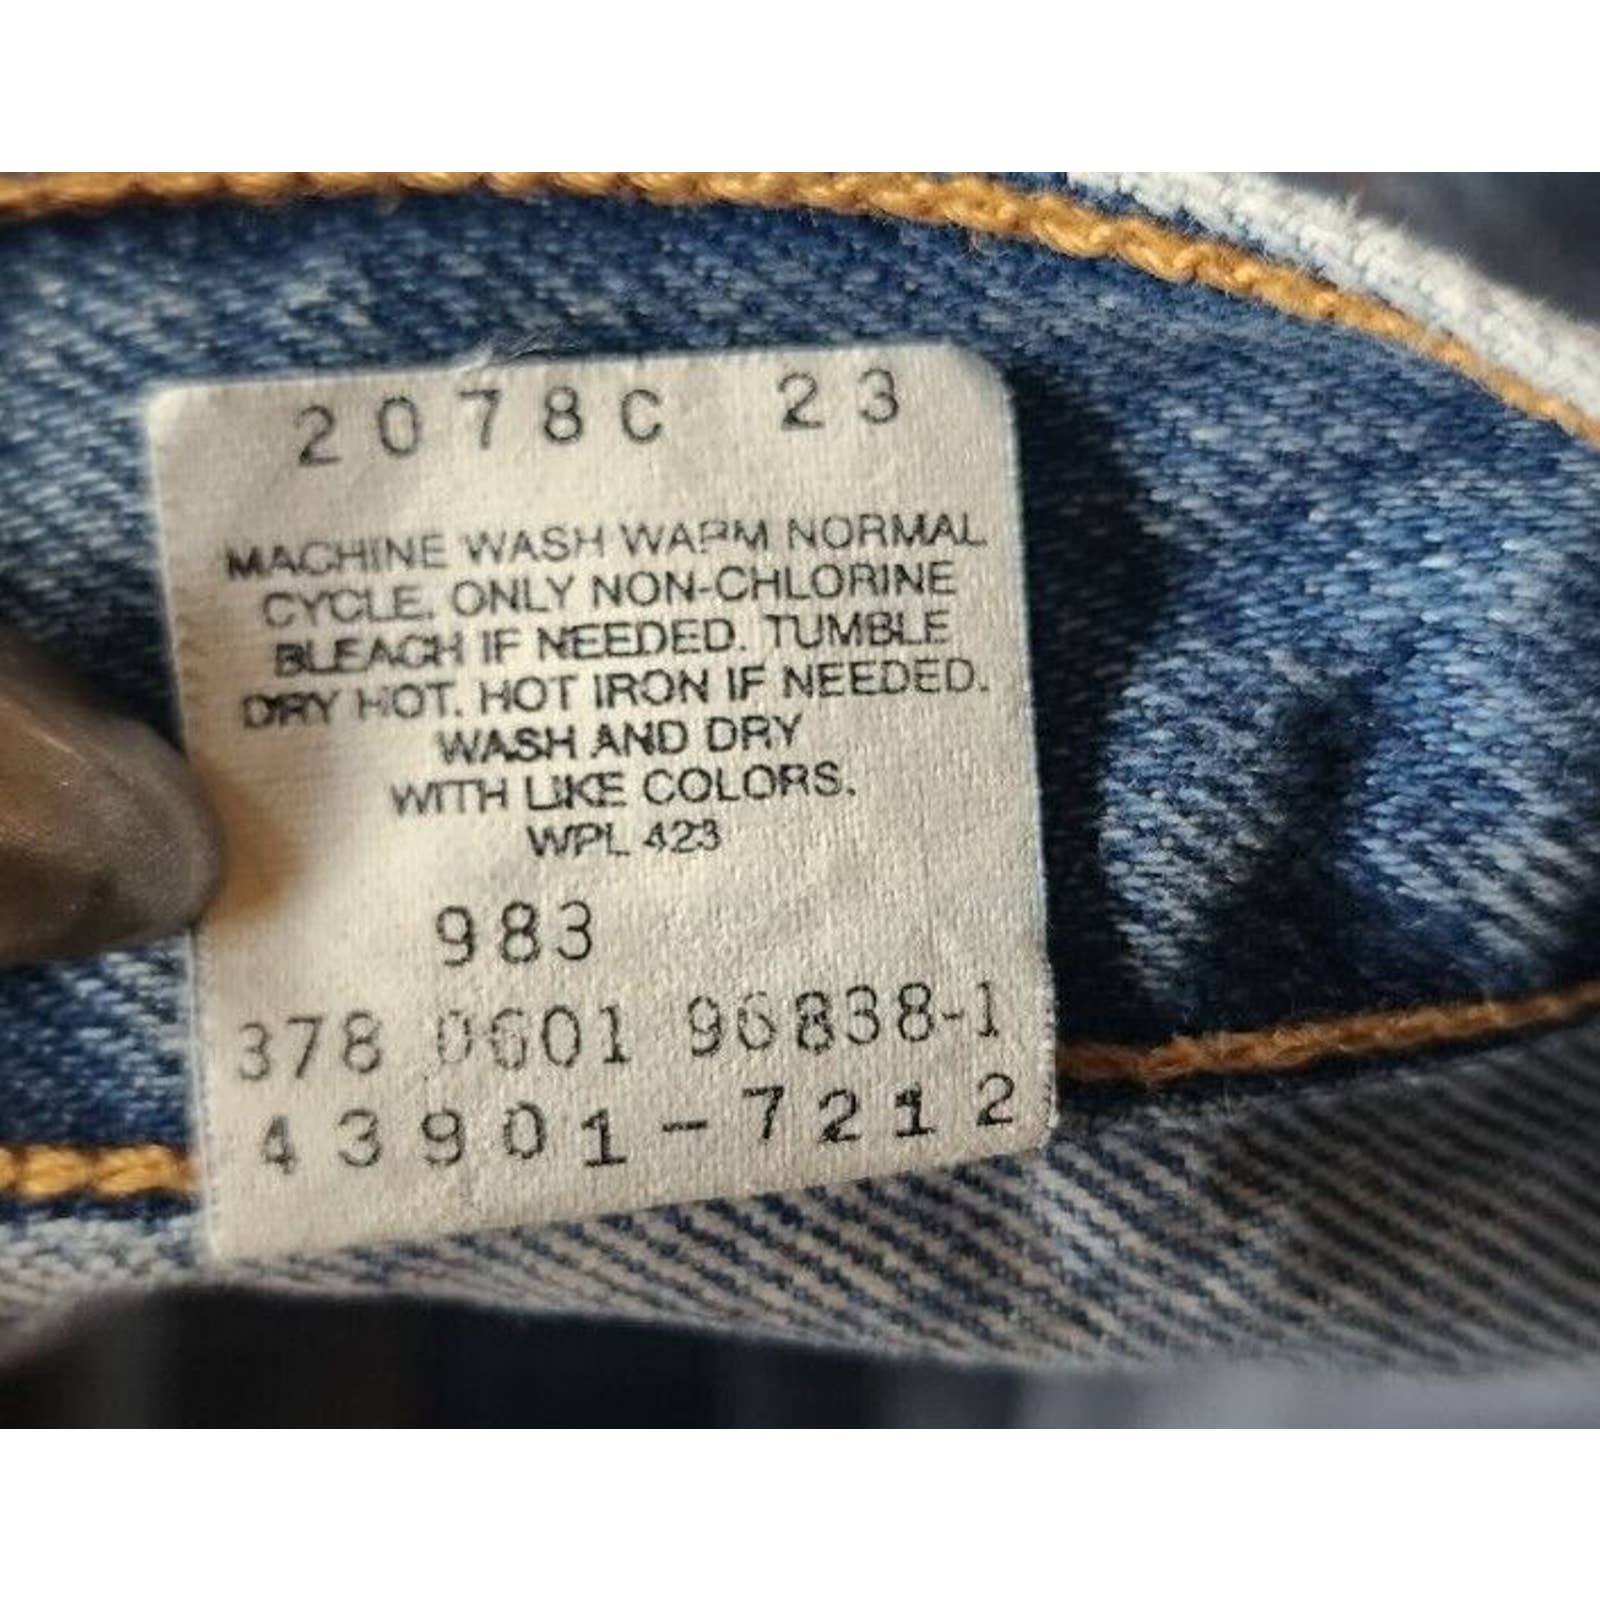 2078C 23
MACHINE WASH WARM NORMAL
CYCLE. ONLY NON-CHLORINE
BLEACH IF NEEDED. TUMBLE
DRY HOT. HOT IRON IF NEEDED.
WASH AND DRY
WITH LIKE COLORS.
WPL 423
983
378 0601 96838-1
43901-7212